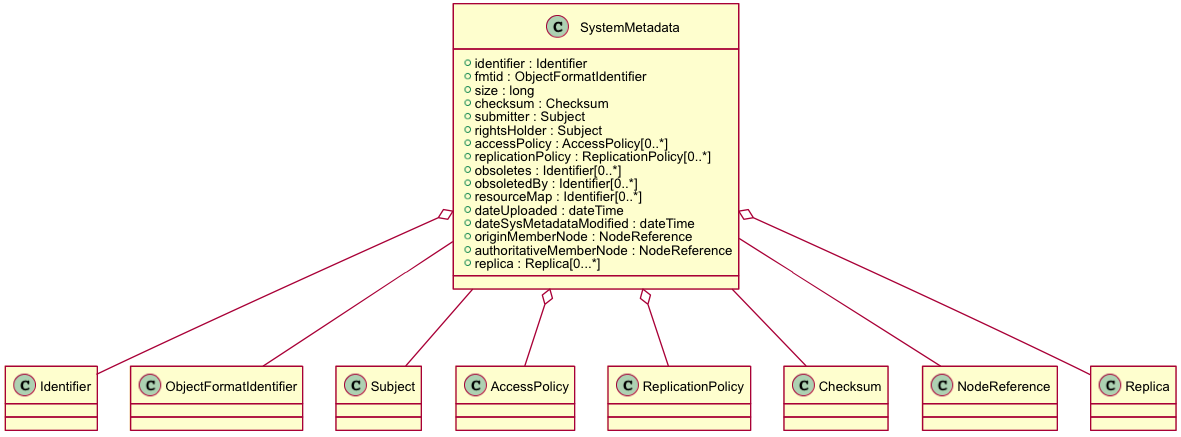 C SystemMetadata
identifier : Identifier
fmtid : ObjectFormatIdentifier
size : long
checksum : Checksum
submitter : Subject
rightsHolder : Subject
accessPolicy : AccessPolicy[0..*]
replicationPolicy : ReplicationPolicy[0..*]
obsoletes : Identifier[0..*]
obsoletedBy : Identifier[0..*]
resourceMap : Identifier[0..*]
dateUploaded : dateTime
dateSysMetadataModified : dateTime
originMemberNode : NodeReference
authoritativeMemberNode : NodeReference
replica : Replica[0...*]
C Identifier
C ObjectFormatIdentifier
C Subject
C AccessPolicy
C ReplicationPolicy
C Checksum
C NodeReference
C Replica